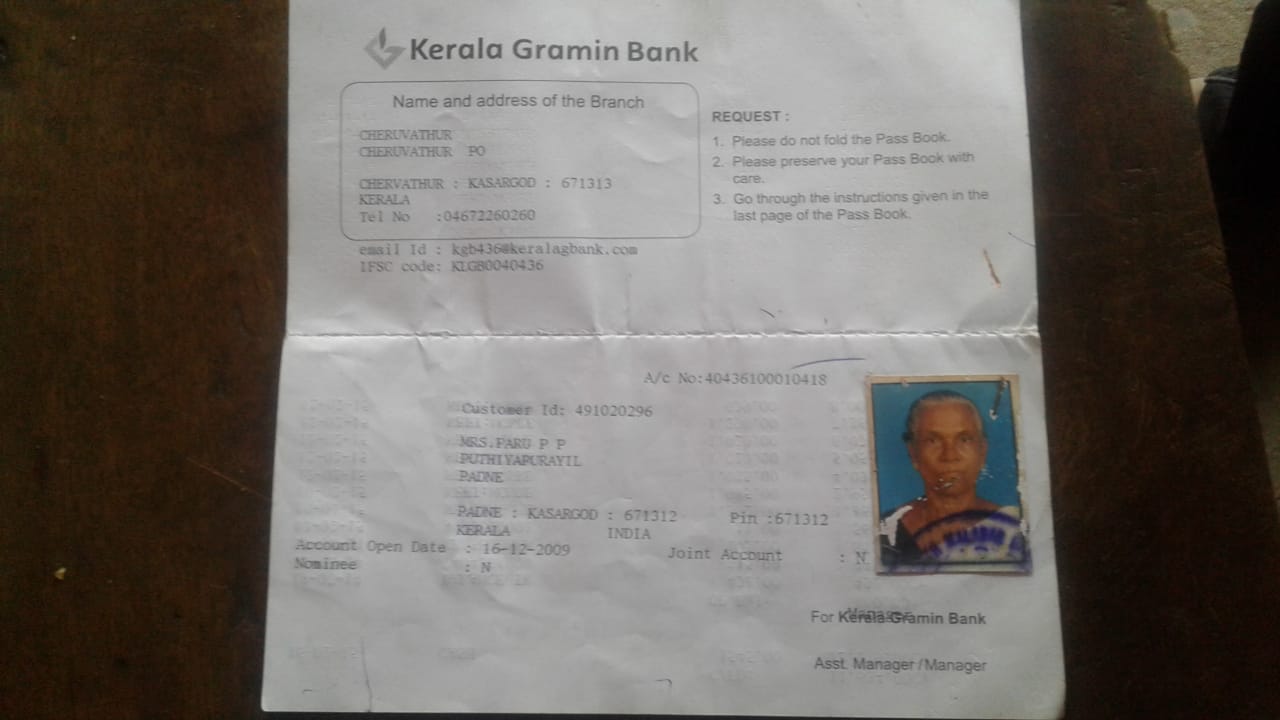 Kerala Gramin Bank
Name and address of the Branch
CHERUVATHUR
CHERUVATHUR PO
CHERVATHUR : KASARGOD : 671313
KERALA
Tel No :04672260260
email Id : kgb436@keralagbank.com
IFSC code: KLGB0040436
REQUEST :
1. Please do not fold the Pass Book.
2. Please preserve your Pass Book with
care.
3. Go through the instructions given in the
last page of the Pass Book.
A/c No:40436100010418
Customer Id: 491020296
MRS.PARU P P
PUTHIYAPURAYIL
PADNE
PADNE : KASARGOD : 671312 Pin :671312
KERALA INDIA
Account Open Date : 16-12-2009 Joint Account : N
Nominee : N
MALABAR
For Kerala Gramin Bank
Asst. Manager/Manager